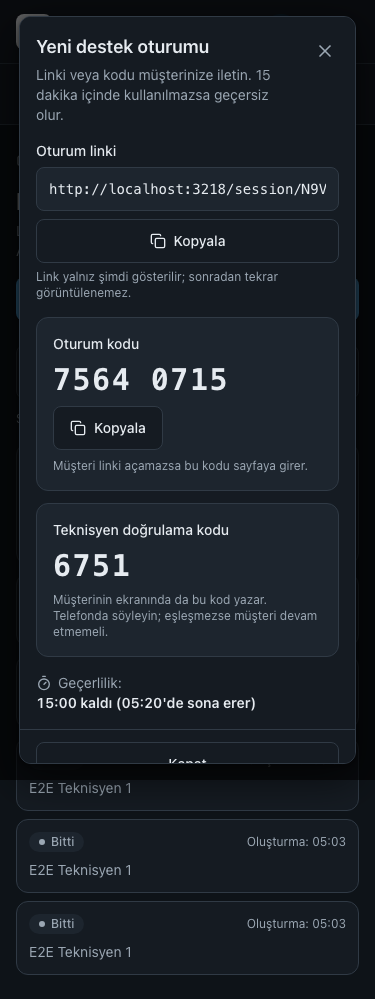 Yeni destek oturumu
Linki veya kodu müşterinize iletin. 15
dakika içinde kullanılmazsa geçersiz
olur.
Oturum linki
http://localhost:3218/session/N9V
Kopyala
Link yalnız şimdi gösterilir; sonradan tekrar
görüntülenemez.
Oturum kodu
7564 0715
Kopyala
Müşteri linki açamazsa bu kodu sayfaya girer.
Teknisyen doğrulama kodu
6751
Müşterinin ekranında da bu kod yazar.
Telefonda söyleyin; eşleşmezse müşteri devam
etmemeli.
Geçerlilik:
15:00 kaldı (05:20'de sona erer)
Kapat
E2E Teknisyen 1
Bitti
Oluşturma: 05:03
E2E Teknisyen 1
Bitti
Oluşturma: 05:03
E2E Teknisyen 1